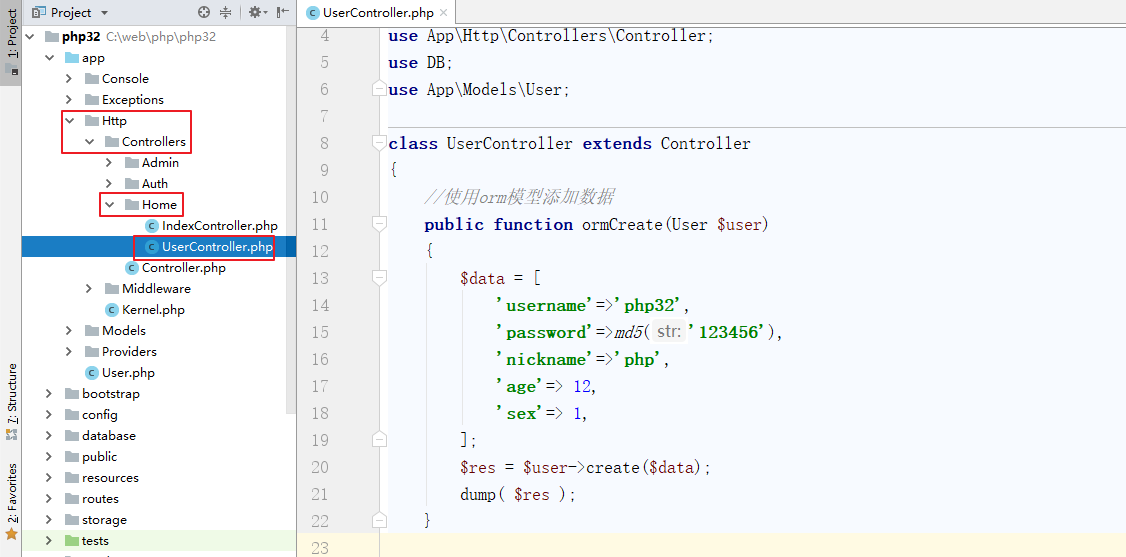 1: Project
7: Structure
2: Favorites
Project
php32 C:\web\php\php32
app
Console
Exceptions
Http
Controllers
Admin
Auth
Home
IndexController.php
UserController.php
Controller.php
Middleware
Kernel.php
Models
Providers
User.php
bootstrap
config
database
public
resources
routes
storage
tests
UserController.php
4 use App\Http\Controllers\Controller;
5 use DB;
6 use App\Models\User;
7
8 class UserController extends Controller
9 {
10 //使用orm模型添加数据
11 public function ormCreate(User $user)
12 {
13 $data = [
14 'username'=>'php32',
15 'password'=>md5( str: '123456'),
16 'nickname'=>'php',
17 'age'=> 12,
18 'sex'=> 1,
19 ];
20 $res = $user->create($data);
21 dump( $res );
22 }
23